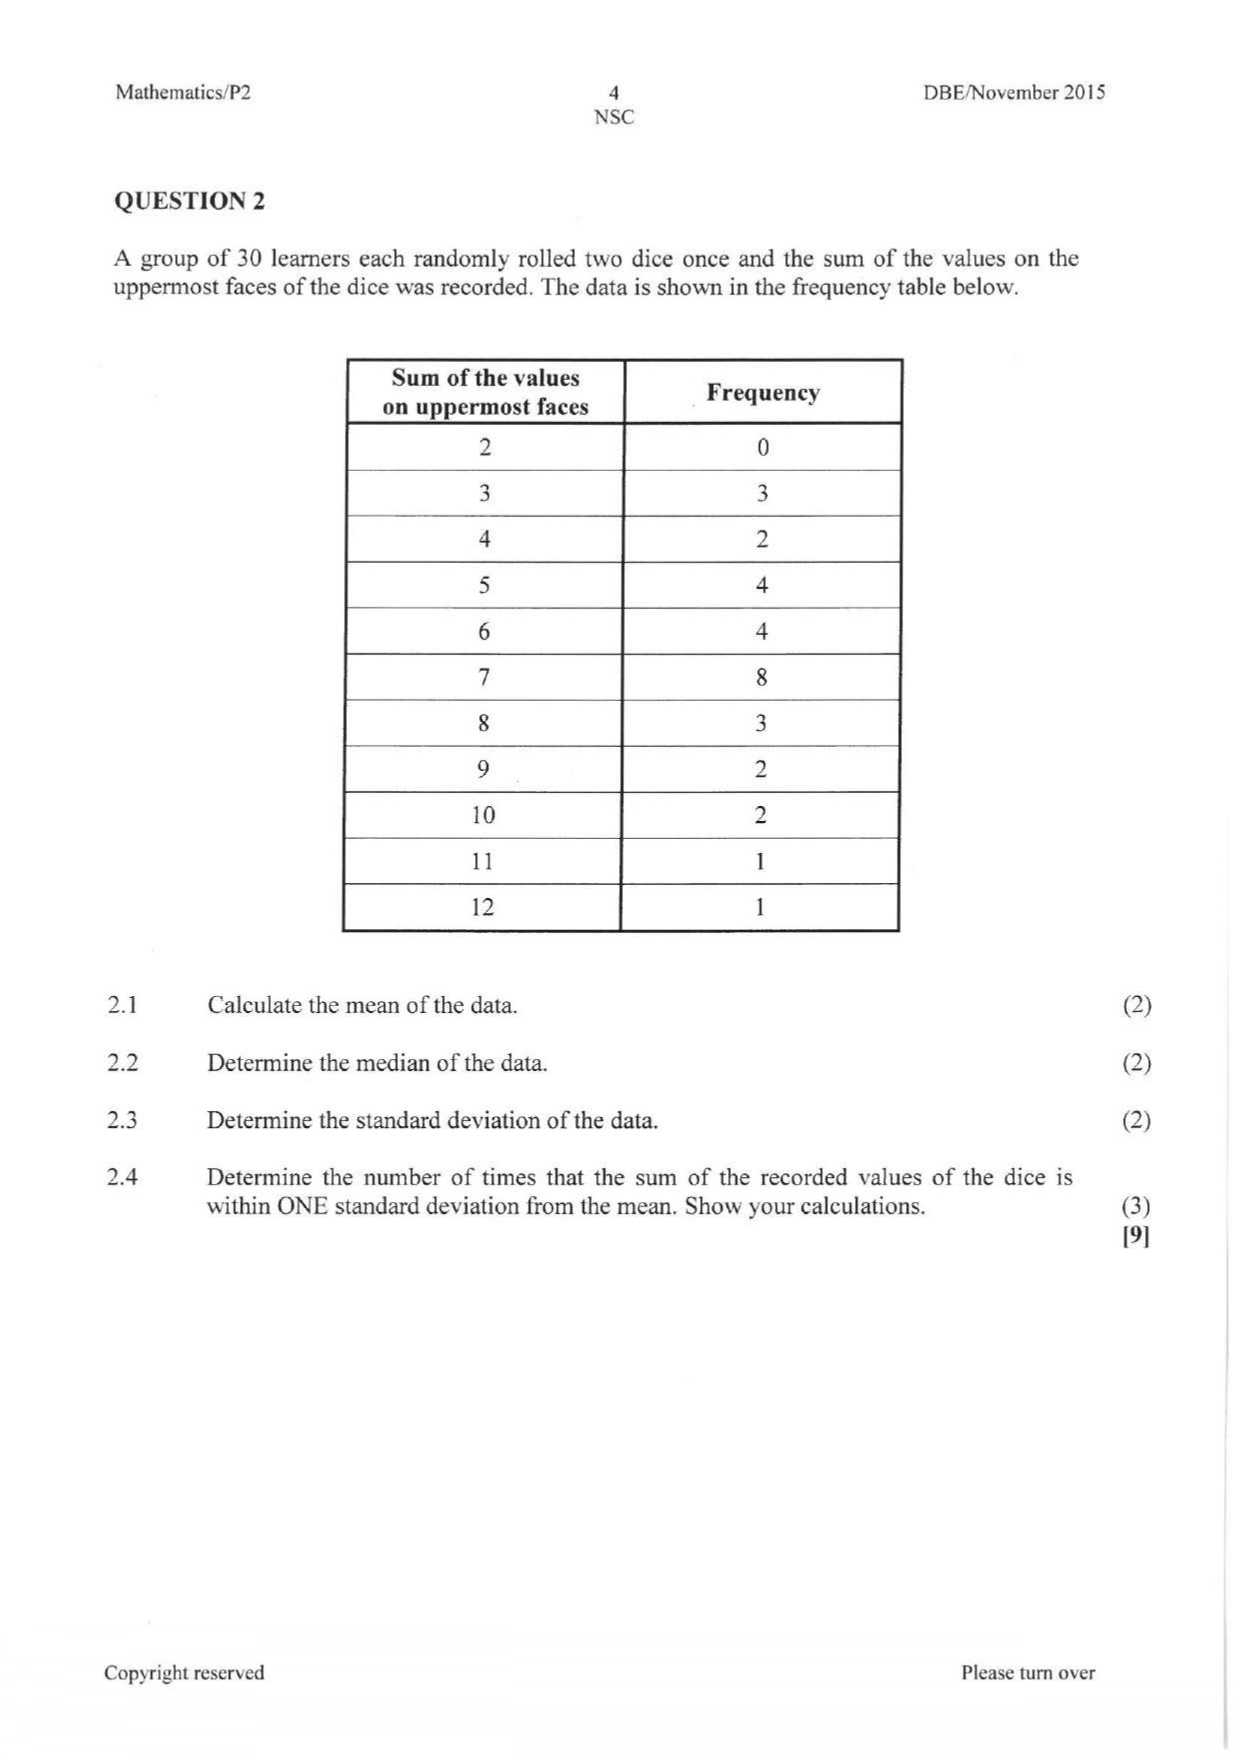 Mathematics/P2
4
DBE/November 2015
NSC
QUESTION 2
A group of 30 learners each randomly rolled two dice once and the sum of the values on the
uppermost faces of the dice was recorded. The data is shown in the frequency table below.
Sum of the values
on uppermost faces
Frequency
2 0
3 3
4 2
5 4
6 4
7 8
8 3
9 2
10 2
11 1
12 1
2.1 Calculate the mean of the data. (2)
2.2 Determine the median of the data. (2)
2.3 Determine the standard deviation of the data. (2)
2.4 Determine the number of times that the sum of the recorded values of the dice is
within ONE standard deviation from the mean. Show your calculations. (3)
[9]
Copyright reserved
Please turn over